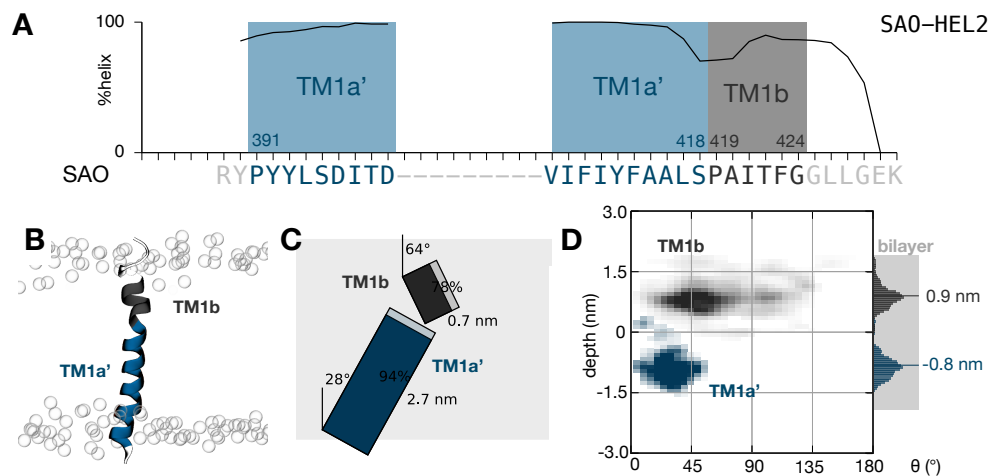 A
SAO-HEL2
100
%helix
0
TM1a'
TM1a'
TM1b
391
418
419
424
SAO
RYPYYLSDITD---------VIFIYFAALSPAITFGGLLGEK
B
TM1b
TM1a'
C
64°
TM1b
78%
0.7 nm
TM1a'
28°
94%
2.7 nm
D
3.0
TM1b
bilayer
1.5
depth (nm)
0.9 nm
0
-0.8 nm
TM1a'
-1.5
-3.0
0
45
90
135
180
θ (°)